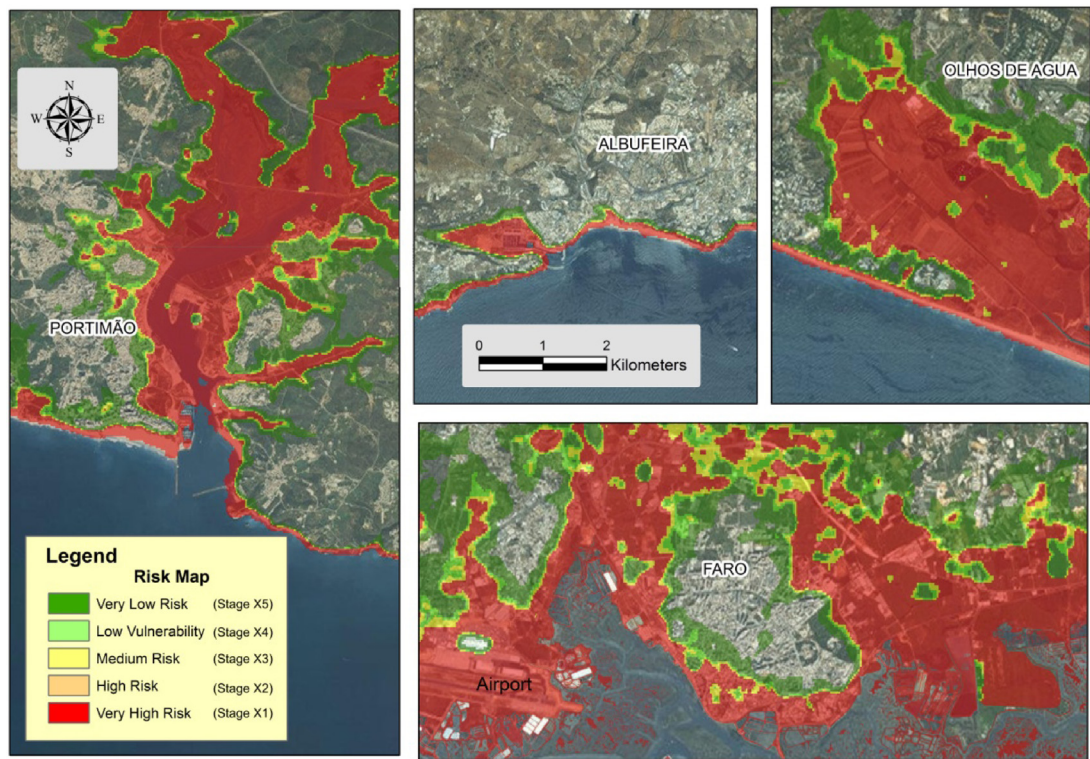 N
W E
S
PORTIMÃO
ALBUFEIRA
0 1 2
Kilometers
OLHOS DE AGUA
FARO
Airport
Legend
Risk Map
Very Low Risk (Stage X5)
Low Vulnerability (Stage X4)
Medium Risk (Stage X3)
High Risk (Stage X2)
Very High Risk (Stage X1)